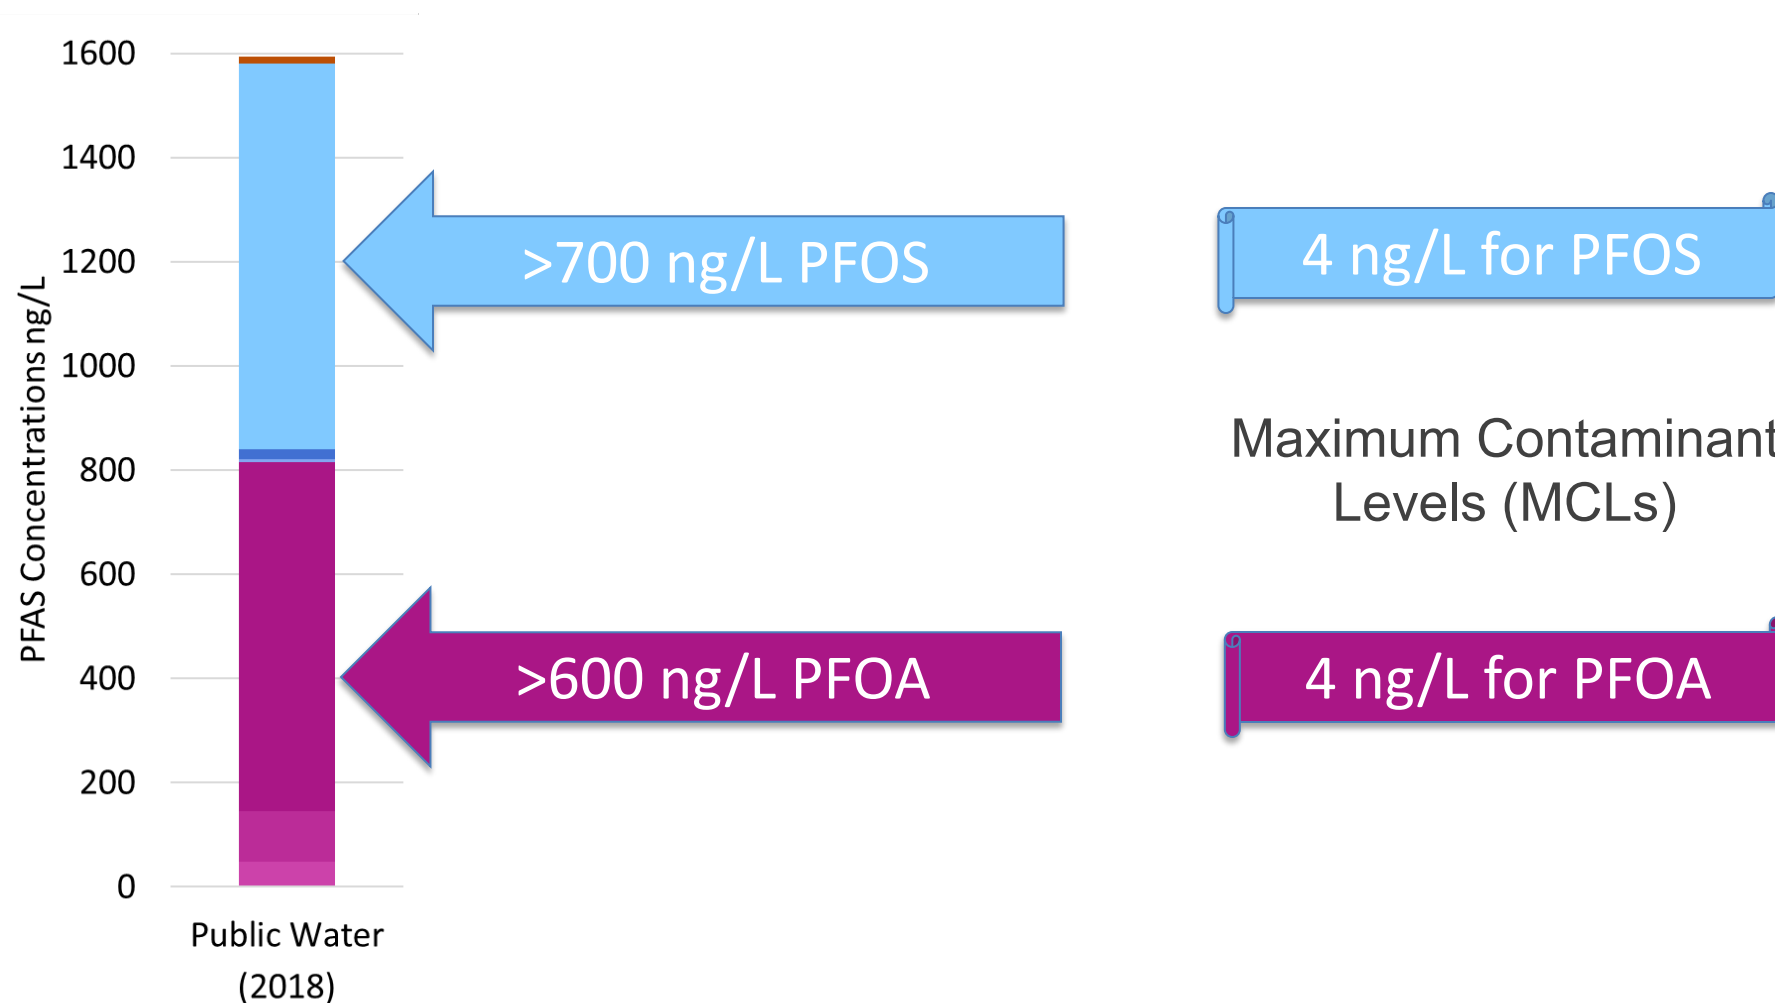 PFAS Concentrations ng/L
1600
1400
1200
1000
800
600
400
200
0
Public Water
(2018)
>700 ng/L PFOS
>600 ng/L PFOA
4 ng/L for PFOS
Maximum Contaminant
Levels (MCLs)
4 ng/L for PFOA